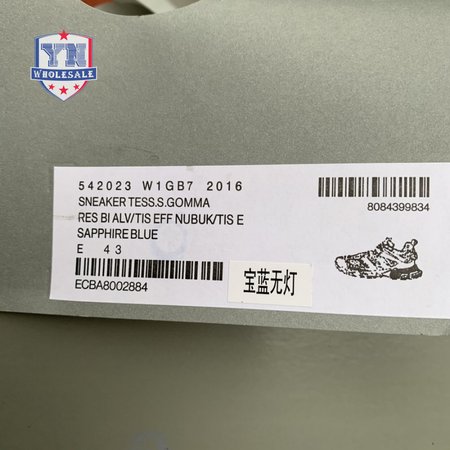 YN
WHOLESALE
542023 W1GB7 2016
SNEAKER TESS.S.GOMMA
RES BI ALV/TIS EFF NUBUK/TIS E
SAPPHIRE BLUE
E 43
ECBA8002884
8084399834
宝蓝无灯